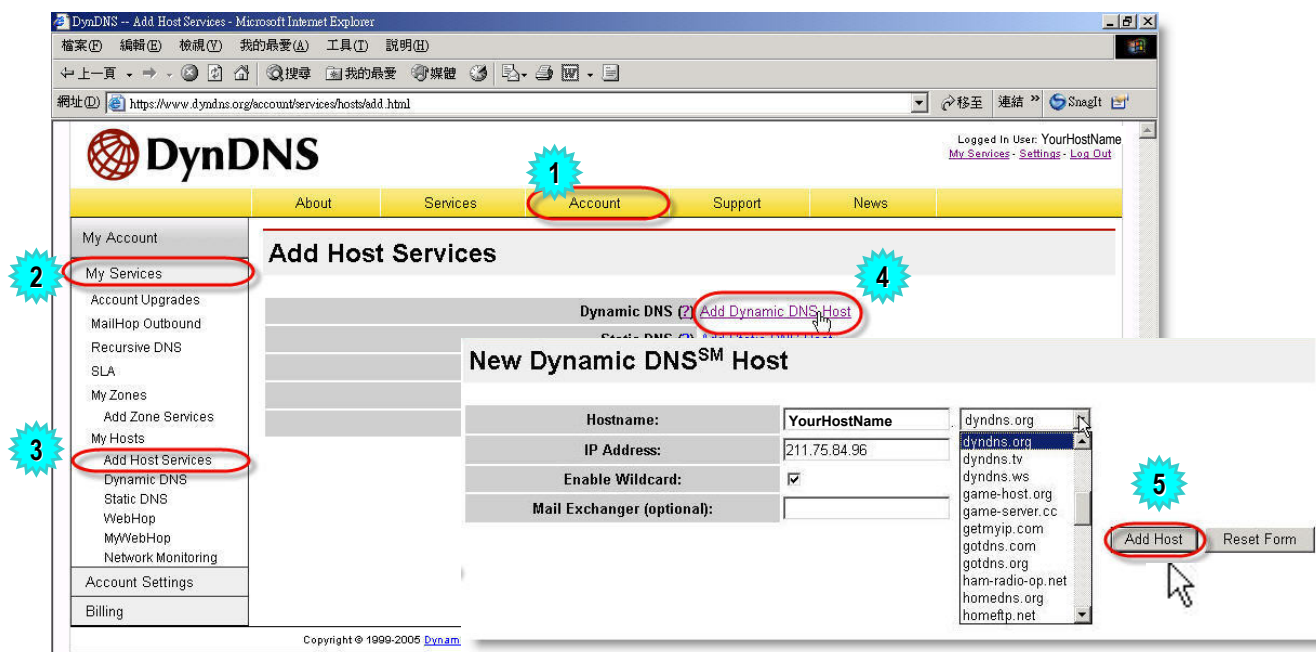 DynDNS -- Add Host Services - Microsoft Internet Explorer
檔案(F) 編輯(E) 檢視(V) 我的最愛(A) 工具(T) 說明(H)
上一頁 搜尋 我的最愛 媒體
網址(D) https://www.dyndns.org/account/services/hosts/add.html 移至 連結 » SnagIt
DynDNS
Logged In User: YourHostName
My Services - Settings - Log Out
1
About Services Account Support News
My Account
Add Host Services
2
My Services
4
Account Upgrades
Dynamic DNS (?) Add Dynamic DNS Host
MailHop Outbound
Static DNS (?) Add Static DNS Host
Recursive DNS
SLA
My Zones
Add Zone Services
My Hosts
3
Add Host Services
Dynamic DNS
Static DNS
WebHop
MyWebHop
Network Monitoring
Account Settings
Billing
Copyright © 1999-2005 Dynam
New Dynamic DNSSM Host
Hostname: YourHostName . dyndns.org
IP Address: 211.75.84.96
Enable Wildcard:
Mail Exchanger (optional):
dyndns.org
dyndns.tv
dyndns.ws
game-host.org
game-server.cc
getmyip.com
gotdns.com
gotdns.org
ham-radio-op.net
homedns.org
homeftp.net
5
Add Host Reset Form